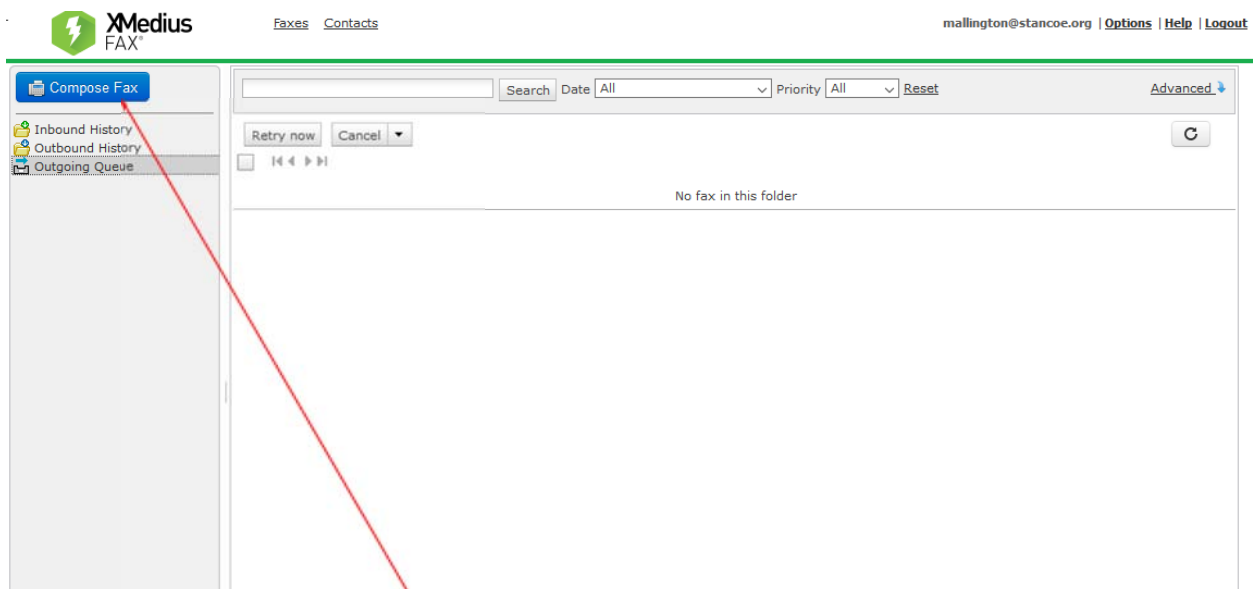 XMedius
FAX®
Faxes Contacts
mallington@stancoe.org | Options | Help | Logout
Compose Fax
Search Date All Priority All Reset Advanced
Inbound History
Outbound History
Outgoing Queue
Retry now Cancel
No fax in this folder